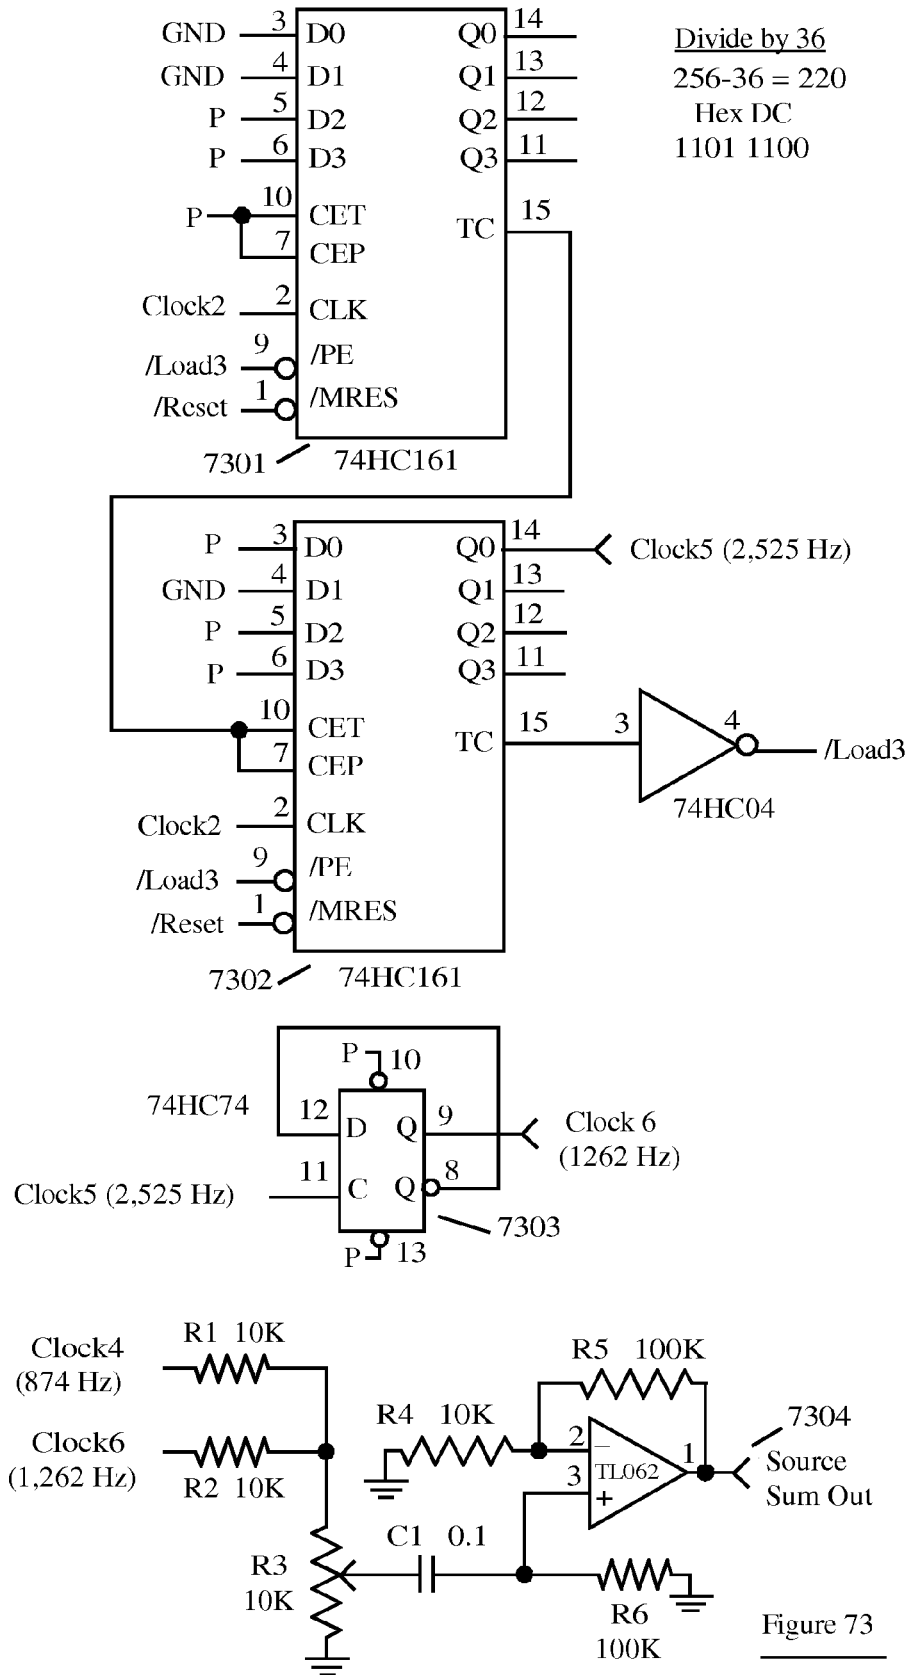 GND 3 D0 Q0 14
GND 4 D1 Q1 13
P 5 D2 Q2 12
P 6 D3 Q3 11
P 10 CET TC 15
7 CEP
Clock2 2 CLK
/Load3 9 /PE
/Reset 1 /MRES
7301 74HC161
Divide by 36
256-36 = 220
Hex DC
1101 1100
P 3 D0 Q0 14 Clock5 (2,525 Hz)
GND 4 D1 Q1 13
P 5 D2 Q2 12
P 6 D3 Q3 11
10 CET TC 15 3 4 /Load3
7 CEP
74HC04
Clock2 2 CLK
/Load3 9 /PE
/Reset 1 /MRES
7302 74HC161
P 10
74HC74 12 D Q 9 Clock 6
(1262 Hz)
Clock5 (2,525 Hz) 11 C Q 8
7303
P 13
Clock4
(874 Hz)
R1 10K
Clock6
(1,262 Hz)
R2 10K
R3
10K
C1 0.1
R4 10K
R5 100K
2 −
TL062 1
3 +
7304
Source
Sum Out
R6
100K
Figure 73